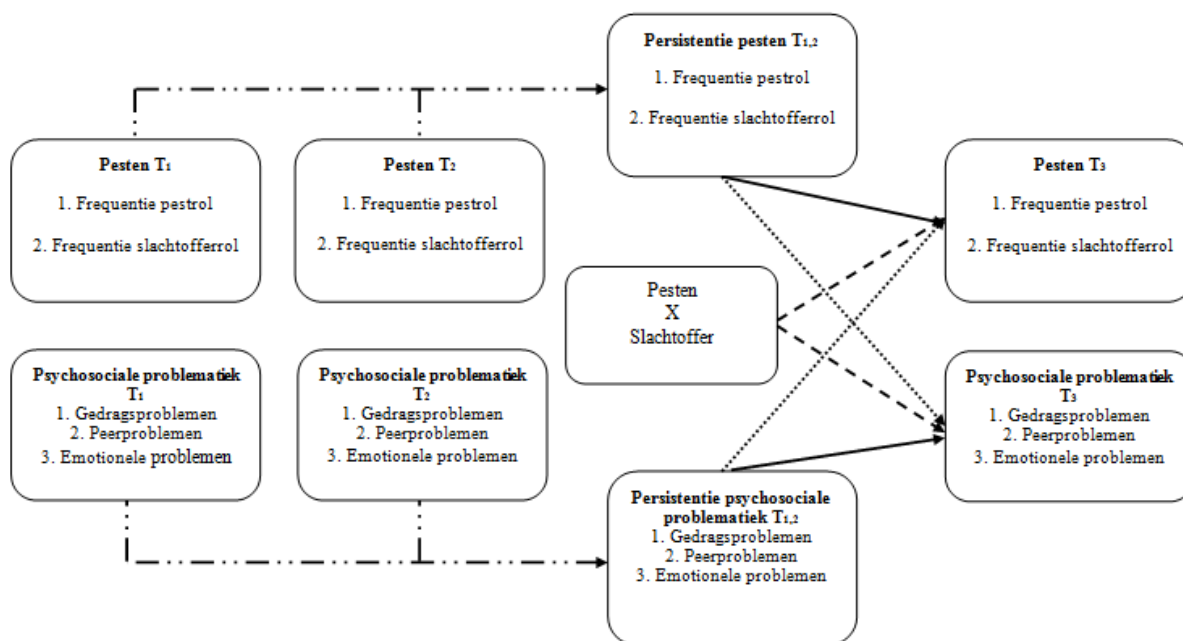 Persistentie pesten T1,2
1. Frequentie pestrol
2. Frequentie slachtofferrol
Pesten T1
1. Frequentie pestrol
2. Frequentie slachtofferrol
Pesten T2
1. Frequentie pestrol
2. Frequentie slachtofferrol
Pesten T3
1. Frequentie pestrol
2. Frequentie slachtofferrol
Pesten
X
Slachtoffer
Psychosociale problematiek
T1
1. Gedragsproblemen
2. Peerproblemen
3. Emotionele problemen
Psychosociale problematiek
T2
1. Gedragsproblemen
2. Peerproblemen
3. Emotionele problemen
Psychosociale problematiek
T3
1. Gedragsproblemen
2. Peerproblemen
3. Emotionele problemen
Persistentie psychosociale
problematiek T1,2
1. Gedragsproblemen
2. Peerproblemen
3. Emotionele problemen